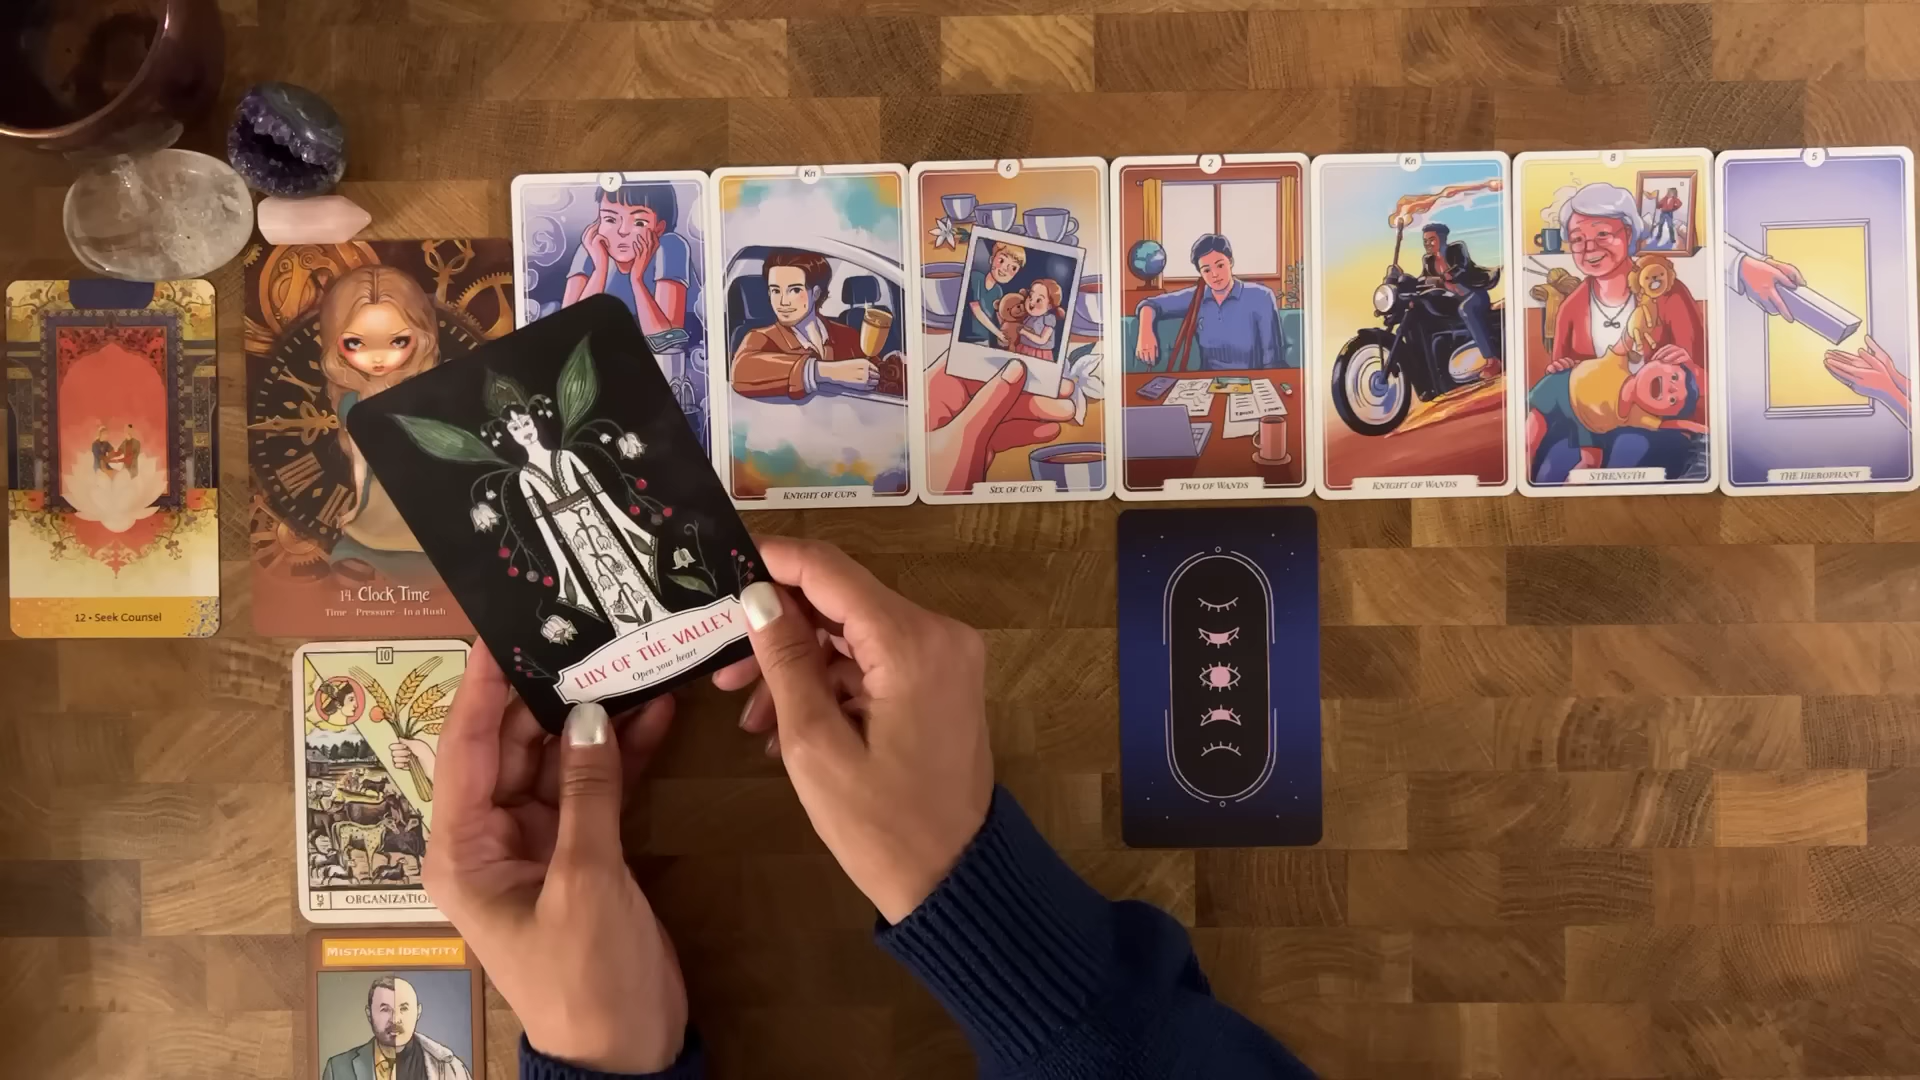 7
Kn
6
2
Kn
8
5
KNIGHT OF CUPS
SIX OF CUPS
TWO OF WANDS
KNIGHT OF WANDS
STRENGTH
THE HIEROPHANT
12 • Seek Counsel
14. Clock Time
Time - Pressure - In a Rush
7
LILY OF THE VALLEY
Open your heart
10
ORGANIZATIO
MISTAKEN IDENTITY